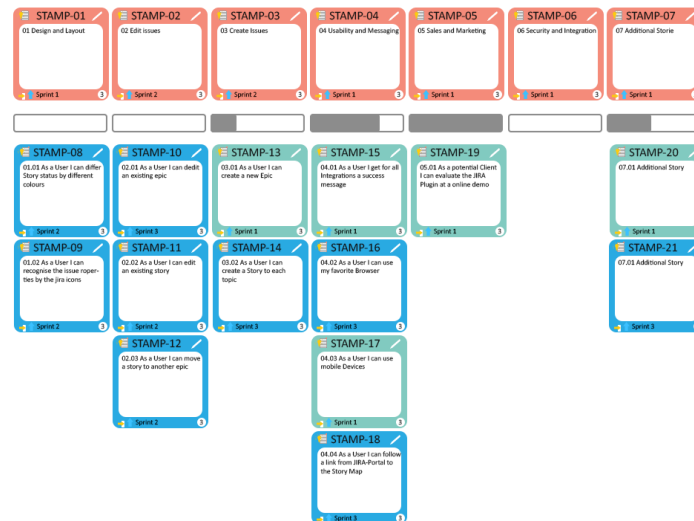 STAMP-01
01 Design and Layout
Sprint 1
3
STAMP-02
02 Edit issues
Sprint 2
3
STAMP-03
03 Create Issues
Sprint 2
3
STAMP-04
04 Usability and Messaging
Sprint 1
3
STAMP-05
05 Sales and Marketing
Sprint 1
3
STAMP-06
06 Security and Integration
Sprint 1
3
STAMP-07
07 Additional Storie
Sprint 1
3
STAMP-08
01.01 As a User I can differ
Story status by different
colours
Sprint 2
3
STAMP-10
02.01 As a User I can dedit
an existing epic
Sprint 3
3
STAMP-13
03.01 As a User I can
create a new Epic
Sprint 1
3
STAMP-15
04.01 As a User I get for all
Integrations a success
message
Sprint 1
3
STAMP-19
05.01 As a potential Client
I can evaluate the JIRA
Plugin at a online demo
Sprint 1
3
STAMP-20
07.01 Additional Story
Sprint 1
3
STAMP-09
01.02 As a User I can
recognise the issue roper-
ties by the Jira icons
Sprint 2
3
STAMP-11
02.02 As a User I can edit
an existing story
Sprint 2
3
STAMP-14
03.02 As a User I can
create a Story to each
topic
Sprint 3
3
STAMP-16
04.02 As a User I can use
my favorite Browser
Sprint 3
3
STAMP-21
07.01 Additional Story
Sprint 3
3
STAMP-12
02.03 As a User I can move
a story to another epic
Sprint 2
3
STAMP-17
04.03 As a User I can use
mobile Devices
Sprint 1
3
STAMP-18
04.04 As a User I can follow
a link from JIRA-Portal to
the Story Map
Sprint 3
3